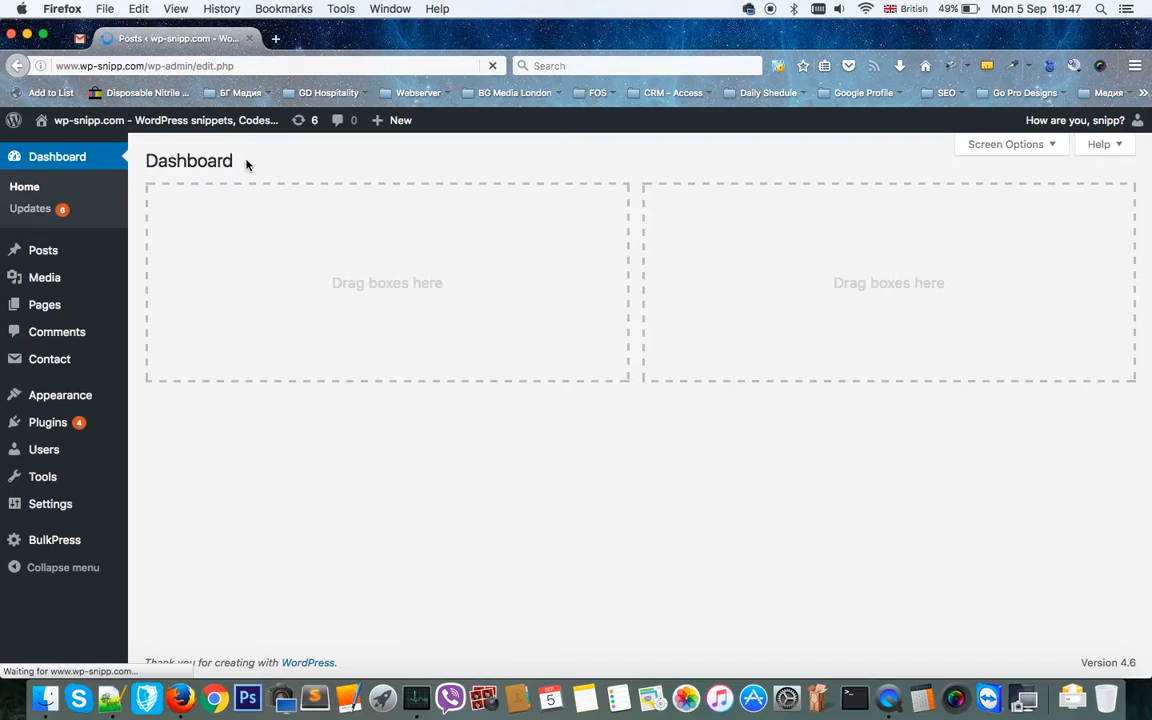 Firefox File Edit View History Bookmarks Tools Window Help British 49% Mon 5 Sep 19:47
Posts ‹ wp-snipp.com - Wo...
www.wp-snipp.com/wp-admin/edit.php Search
Add to List Disposable Nitrile ... БГ Медия GD Hospitality Webserver BG Media London FOS CRM – Access Daily Shedule Google Profile SEO Go Pro Designs Медия
wp-snipp.com - WordPress snippets, Codes... 6 0 New How are you, snipp?
Dashboard
Screen Options Help
Dashboard
Home
Updates 6
Posts
Media
Pages
Comments
Contact
Appearance
Plugins 4
Users
Tools
Settings
BulkPress
Collapse menu
Drag boxes here Drag boxes here
Thank you for creating with WordPress. Version 4.6
Waiting for www.wp-snipp.com...
Ps
5